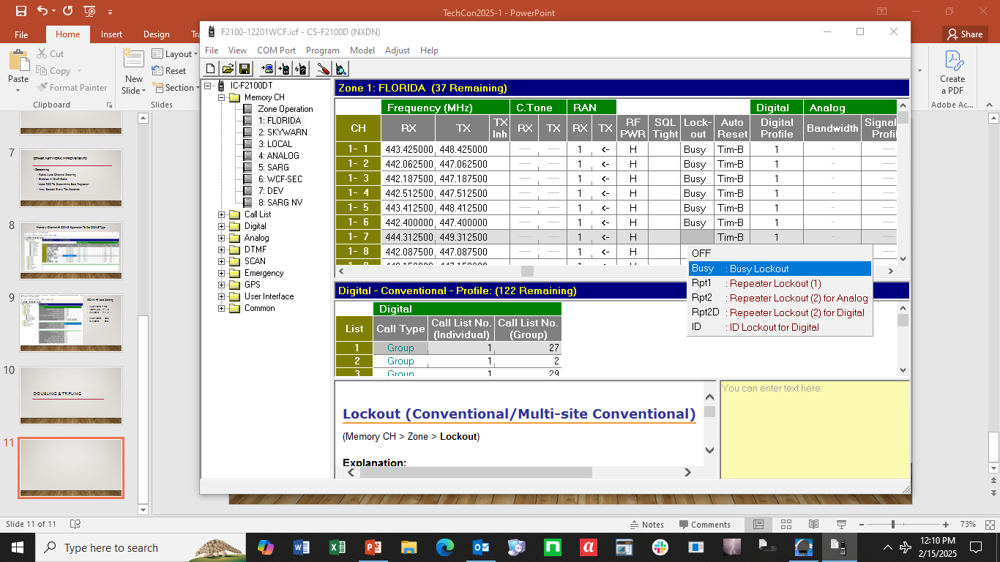 TechCon2025-1 - PowerPoint
File
Home
Insert
Design
Tra
Share
Paste
Cut
Copy
Format Painter
Clipboard
New
Slide
Layout
Reset
Section
Slides
Create
a PDF
Adobe Ac...
F2100-12201WCF.icf - CS-F2100D (NXDN)
File View COM Port Program Model Adjust Help
IC-F2100DT
Memory CH
Zone Operation
1: FLORIDA
2: SKYWARN
3: LOCAL
4: ANALOG
5: SARG
6: WCF-SEC
7: DEV
8: SARG NV
Call List
Digital
Analog
DTMF
SCAN
Emergency
GPS
User Interface
Common
Zone 1: FLORIDA (37 Remaining)
Frequency (MHz) C.Tone RAN Digital Analog
CH RX TX TX Inh RX TX RX TX RF PWR SQL Tight Lock-out Auto Reset Digital Profile Bandwidth Signal Profil
1- 1 443.425000 448.425000 --- --- 1 <- H Busy Tim-B 1 - ---
1- 2 442.062500 447.062500 --- --- 1 <- H Busy Tim-B 1 - ---
1- 3 442.187500 447.187500 --- --- 1 <- H Busy Tim-B 1 - ---
1- 4 442.512500 447.512500 --- --- 1 <- H Busy Tim-B 1 - ---
1- 5 443.412500 448.412500 --- --- 1 <- H Busy Tim-B 1 - ---
1- 6 442.400000 447.400000 --- --- 1 <- H Busy Tim-B 1 - ---
1- 7 444.312500 449.312500 --- --- 1 <- H Tim-B 1 - ---
1- 8 442.087500 447.087500 --- --- 1 <- H
OFF
Busy : Busy Lockout
Rpt1 : Repeater Lockout (1)
Rpt2 : Repeater Lockout (2) for Analog
Rpt2D : Repeater Lockout (2) for Digital
ID : ID Lockout for Digital
Digital - Conventional - Profile: (122 Remaining)
Digital
List Call Type Call List No. (Individual) Call List No. (Group)
1 Group 1 27
2 Group 1 2
3 Group 1 29
Lockout (Conventional/Multi-site Conventional)
(Memory CH > Zone > Lockout)
Explanation:
You can enter text here.
7
OTHER NETWORK IMPROVEMENTS
8
9
10
DOUBLING & TRIPLING
11
Slide 11 of 11
Notes
Comments
73%
Type here to search
12:10 PM
2/15/2025